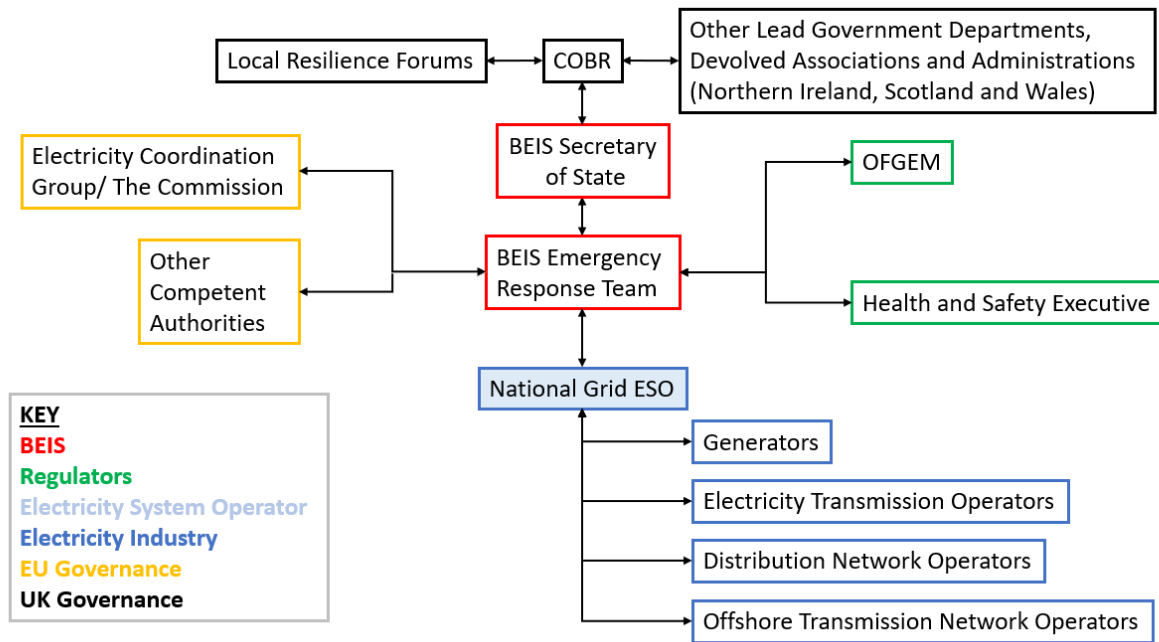 Local Resilience Forums
COBR
Other Lead Government Departments,
Devolved Associations and Administrations
(Northern Ireland, Scotland and Wales)
BEIS Secretary
of State
Electricity Coordination
Group/ The Commission
OFGEM
Other
Competent
Authorities
BEIS Emergency
Response Team
Health and Safety Executive
National Grid ESO
Generators
Electricity Transmission Operators
Distribution Network Operators
Offshore Transmission Network Operators
KEY
BEIS
Regulators
Electricity System Operator
Electricity Industry
EU Governance
UK Governance